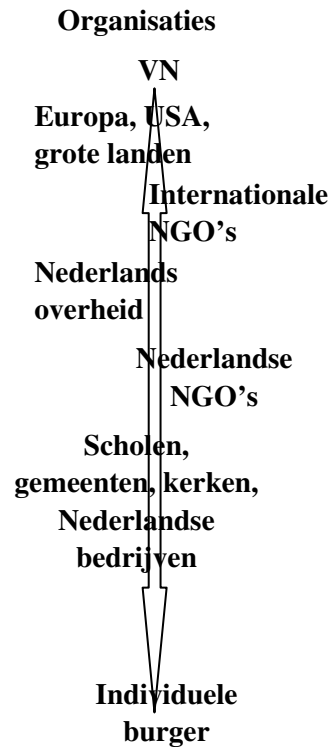 Organisaties
VN
Europa, USA,
grote landen
Internationale
NGO's
Nederlands
overheid
Nederlandse
NGO's
Scholen,
gemeenten, kerken,
Nederlandse
bedrijven
Individuele
burger